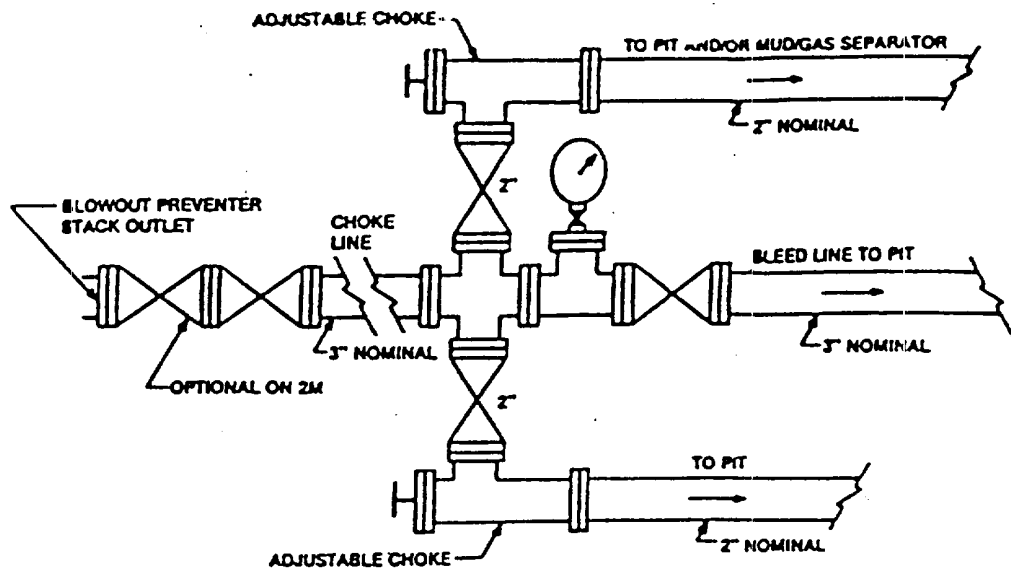 ADJUSTABLE CHOKE
TO PIT AND/OR MUD/GAS SEPARATOR
2" NOMINAL
2"
BLOWOUT PREVENTER
STACK OUTLET
CHOKE
LINE
BLEED LINE TO PIT
3" NOMINAL
3" NOMINAL
OPTIONAL ON 2M
2"
TO PIT
2" NOMINAL
ADJUSTABLE CHOKE